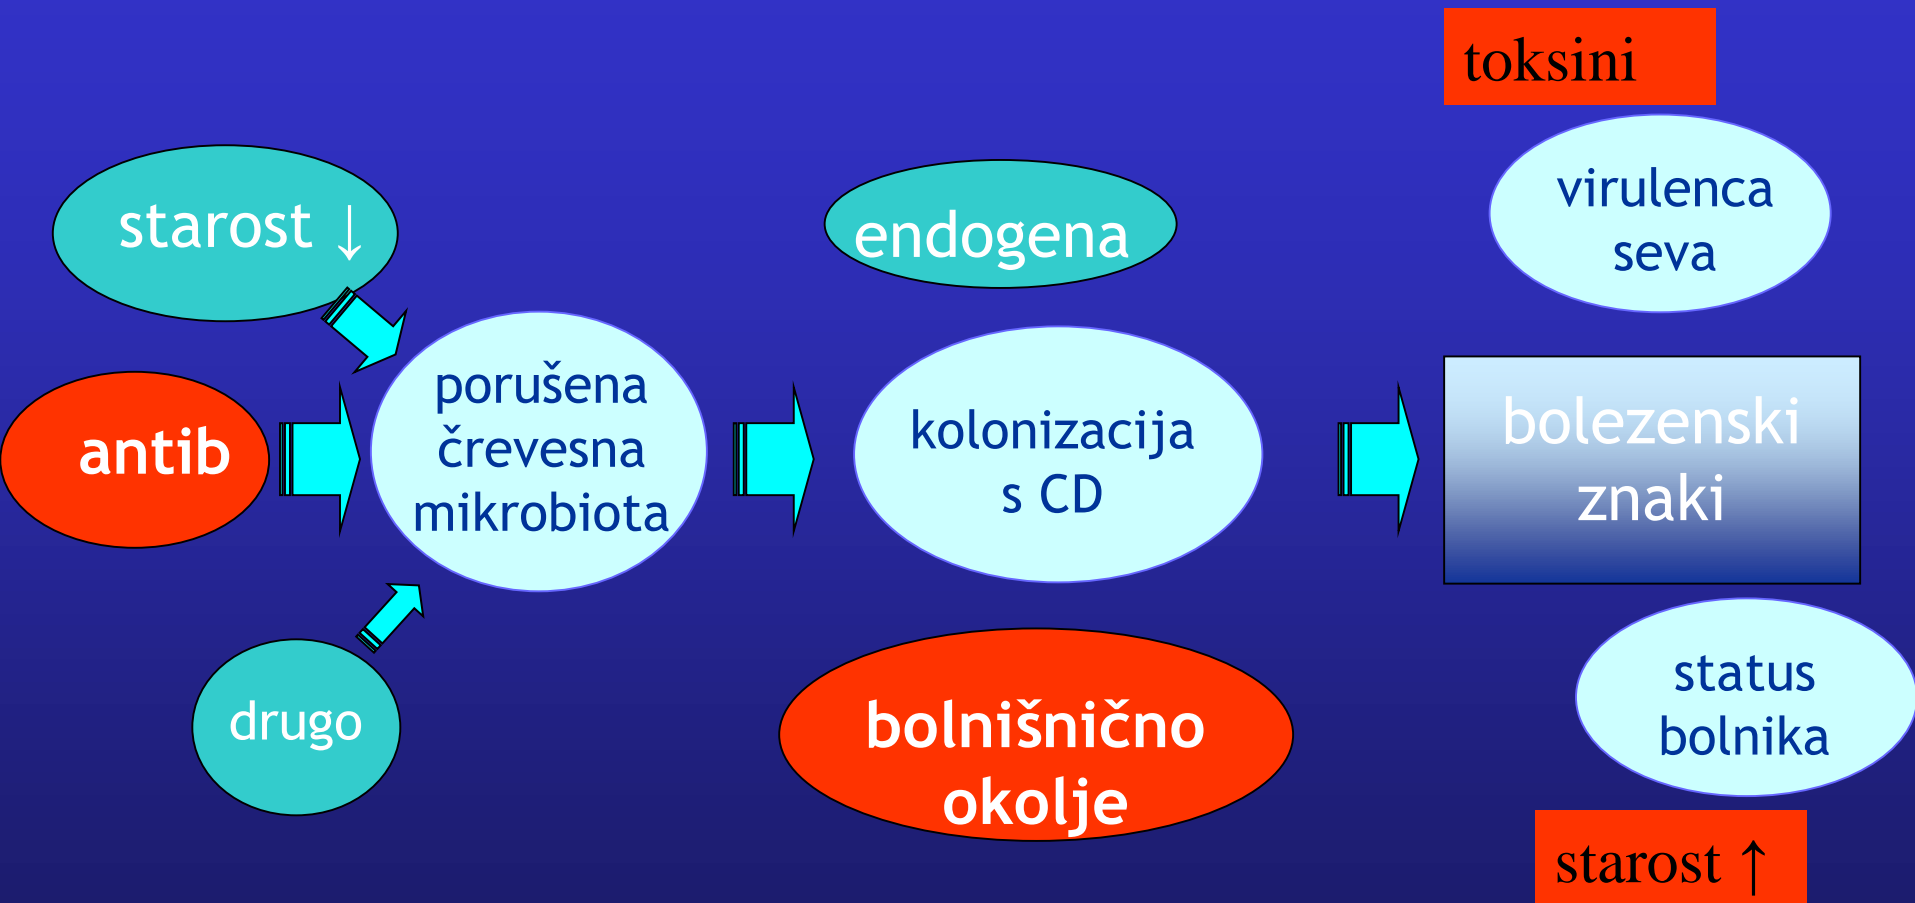 starost ↓
antib
drugo
porušena
črevesna
mikrobiota
endogena
kolonizacija
s CD
bolnišnično
okolje
toksini
virulenca
seva
bolezenski
znaki
status
bolnika
starost ↑